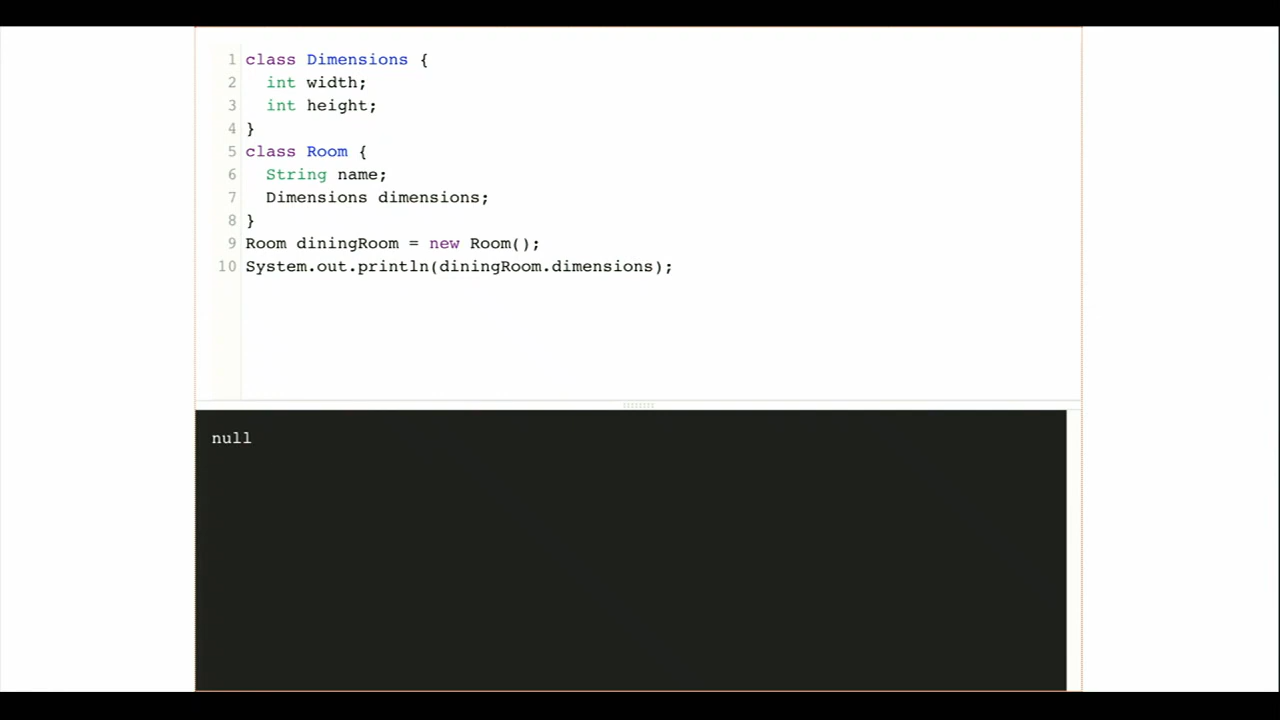 1 class Dimensions {
2   int width;
3   int height;
4 }
5 class Room {
6   String name;
7   Dimensions dimensions;
8 }
9 Room diningRoom = new Room();
10 System.out.println(diningRoom.dimensions);
null